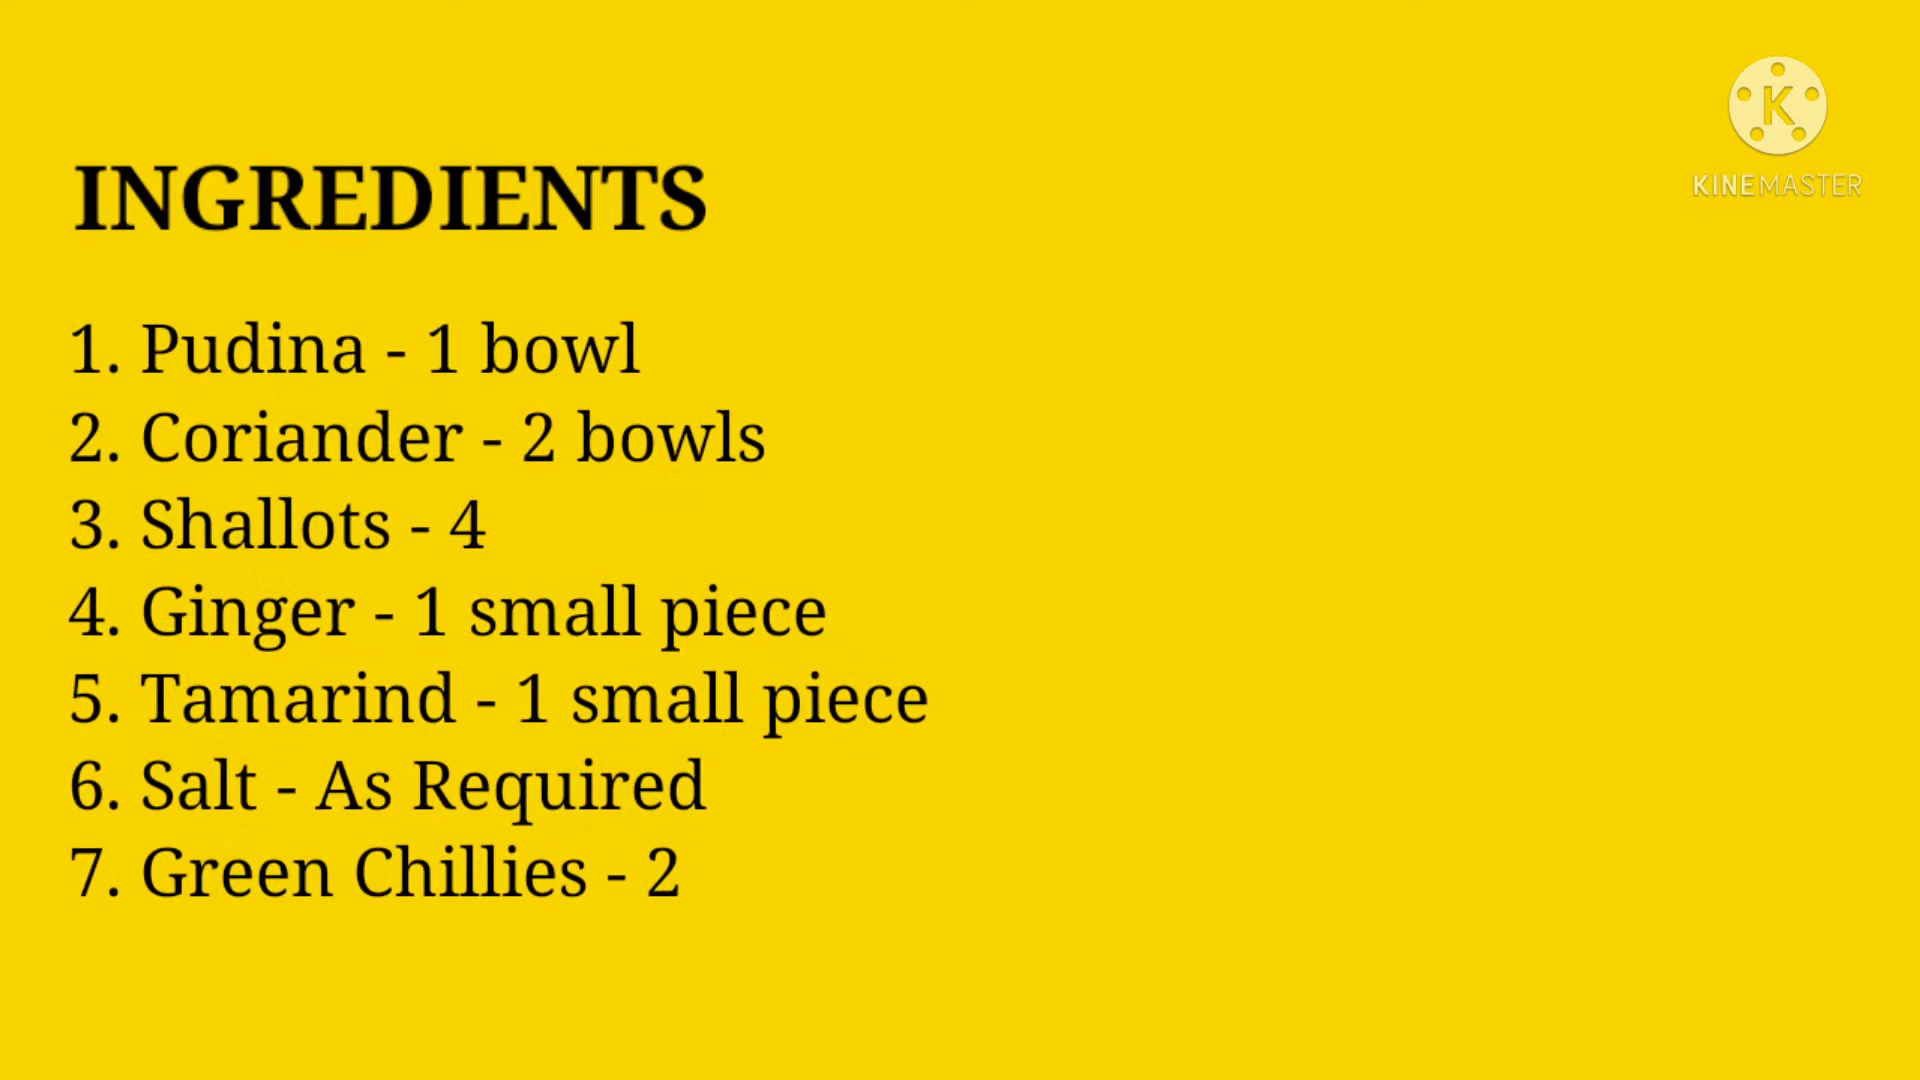 K
KINEMASTER
INGREDIENTS
1. Pudina - 1 bowl
2. Coriander - 2 bowls
3. Shallots - 4
4. Ginger - 1 small piece
5. Tamarind - 1 small piece
6. Salt - As Required
7. Green Chillies - 2